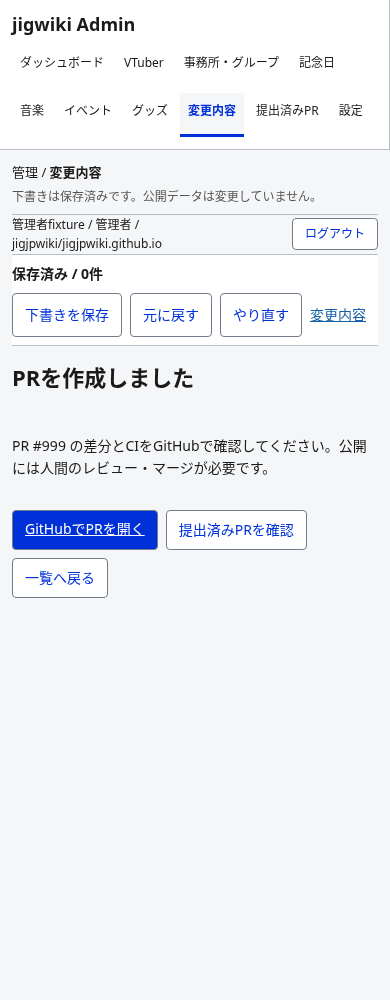 jigwiki Admin
ダッシュボード VTuber 事務所・グループ 記念日
音楽 イベント グッズ 変更内容 提出済みPR 設定
管理 / 変更内容
下書きは保存済みです。公開データは変更していません。
管理者fixture / 管理者 /
jigjpwiki/jigjpwiki.github.io
ログアウト
保存済み / 0件
下書きを保存 元に戻す やり直す 変更内容
PRを作成しました
PR #999 の差分とCIをGitHubで確認してください。公開
には人間のレビュー・マージが必要です。
GitHubでPRを開く 提出済みPRを確認
一覧へ戻る